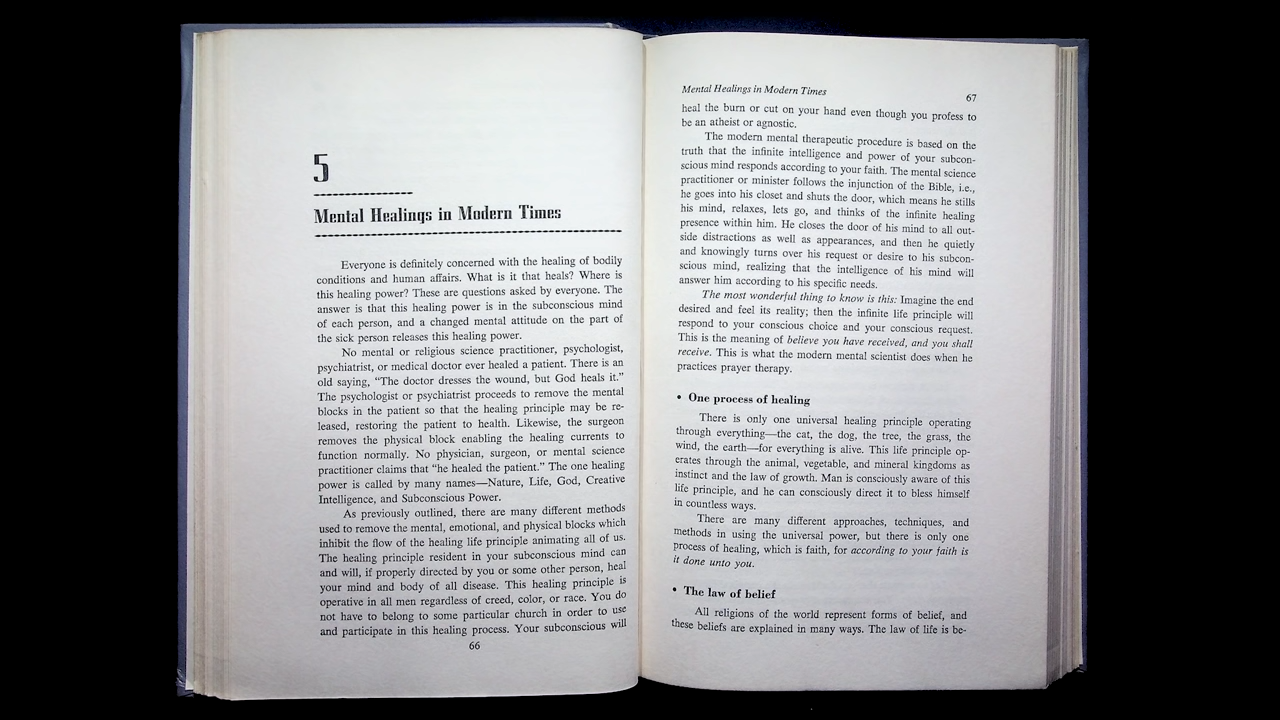 5
Mental Healings in Modern Times
Everyone is definitely concerned with the healing of bodily
conditions and human affairs. What is it that heals? Where is
this healing power? These are questions asked by everyone. The
answer is that this healing power is in the subconscious mind
of each person, and a changed mental attitude on the part of
the sick person releases this healing power.
No mental or religious science practitioner, psychologist,
psychiatrist, or medical doctor ever healed a patient. There is an
old saying, “The doctor dresses the wound, but God heals it.”
The psychologist or psychiatrist proceeds to remove the mental
blocks in the patient so that the healing principle may be re-
leased, restoring the patient to health. Likewise, the surgeon
removes the physical block enabling the healing currents to
function normally. No physician, surgeon, or mental science
practitioner claims that “he healed the patient.” The one healing
power is called by many names—Nature, Life, God, Creative
Intelligence, and Subconscious Power.
As previously outlined, there are many different methods
used to remove the mental, emotional, and physical blocks which
inhibit the flow of the healing life principle animating all of us.
The healing principle resident in your subconscious mind can
and will, if properly directed by you or some other person, heal
your mind and body of all disease. This healing principle is
operative in all men regardless of creed, color, or race. You do
not have to belong to some particular church in order to use
and participate in this healing process. Your subconscious will
66
Mental Healings in Modern Times 67
heal the burn or cut on your hand even though you profess to
be an atheist or agnostic.
The modern mental therapeutic procedure is based on the
truth that the infinite intelligence and power of your subcon-
scious mind responds according to your faith. The mental science
practitioner or minister follows the injunction of the Bible, i.e.,
he goes into his closet and shuts the door, which means he stills
his mind, relaxes, lets go, and thinks of the infinite healing
presence within him. He closes the door of his mind to all out-
side distractions as well as appearances, and then he quietly
and knowingly turns over his request or desire to his subcon-
scious mind, realizing that the intelligence of his mind will
answer him according to his specific needs.
The most wonderful thing to know is this: Imagine the end
desired and feel its reality; then the infinite life principle will
respond to your conscious choice and your conscious request.
This is the meaning of believe you have received, and you shall
receive. This is what the modern mental scientist does when he
practices prayer therapy.
• One process of healing
There is only one universal healing principle operating
through everything—the cat, the dog, the tree, the grass, the
wind, the earth—for everything is alive. This life principle op-
erates through the animal, vegetable, and mineral kingdoms as
instinct and the law of growth. Man is consciously aware of this
life principle, and he can consciously direct it to bless himself
in countless ways.
There are many different approaches, techniques, and
methods in using the universal power, but there is only one
process of healing, which is faith, for according to your faith is
it done unto you.
• The law of belief
All religions of the world represent forms of belief, and
these beliefs are explained in many ways. The law of life is be-